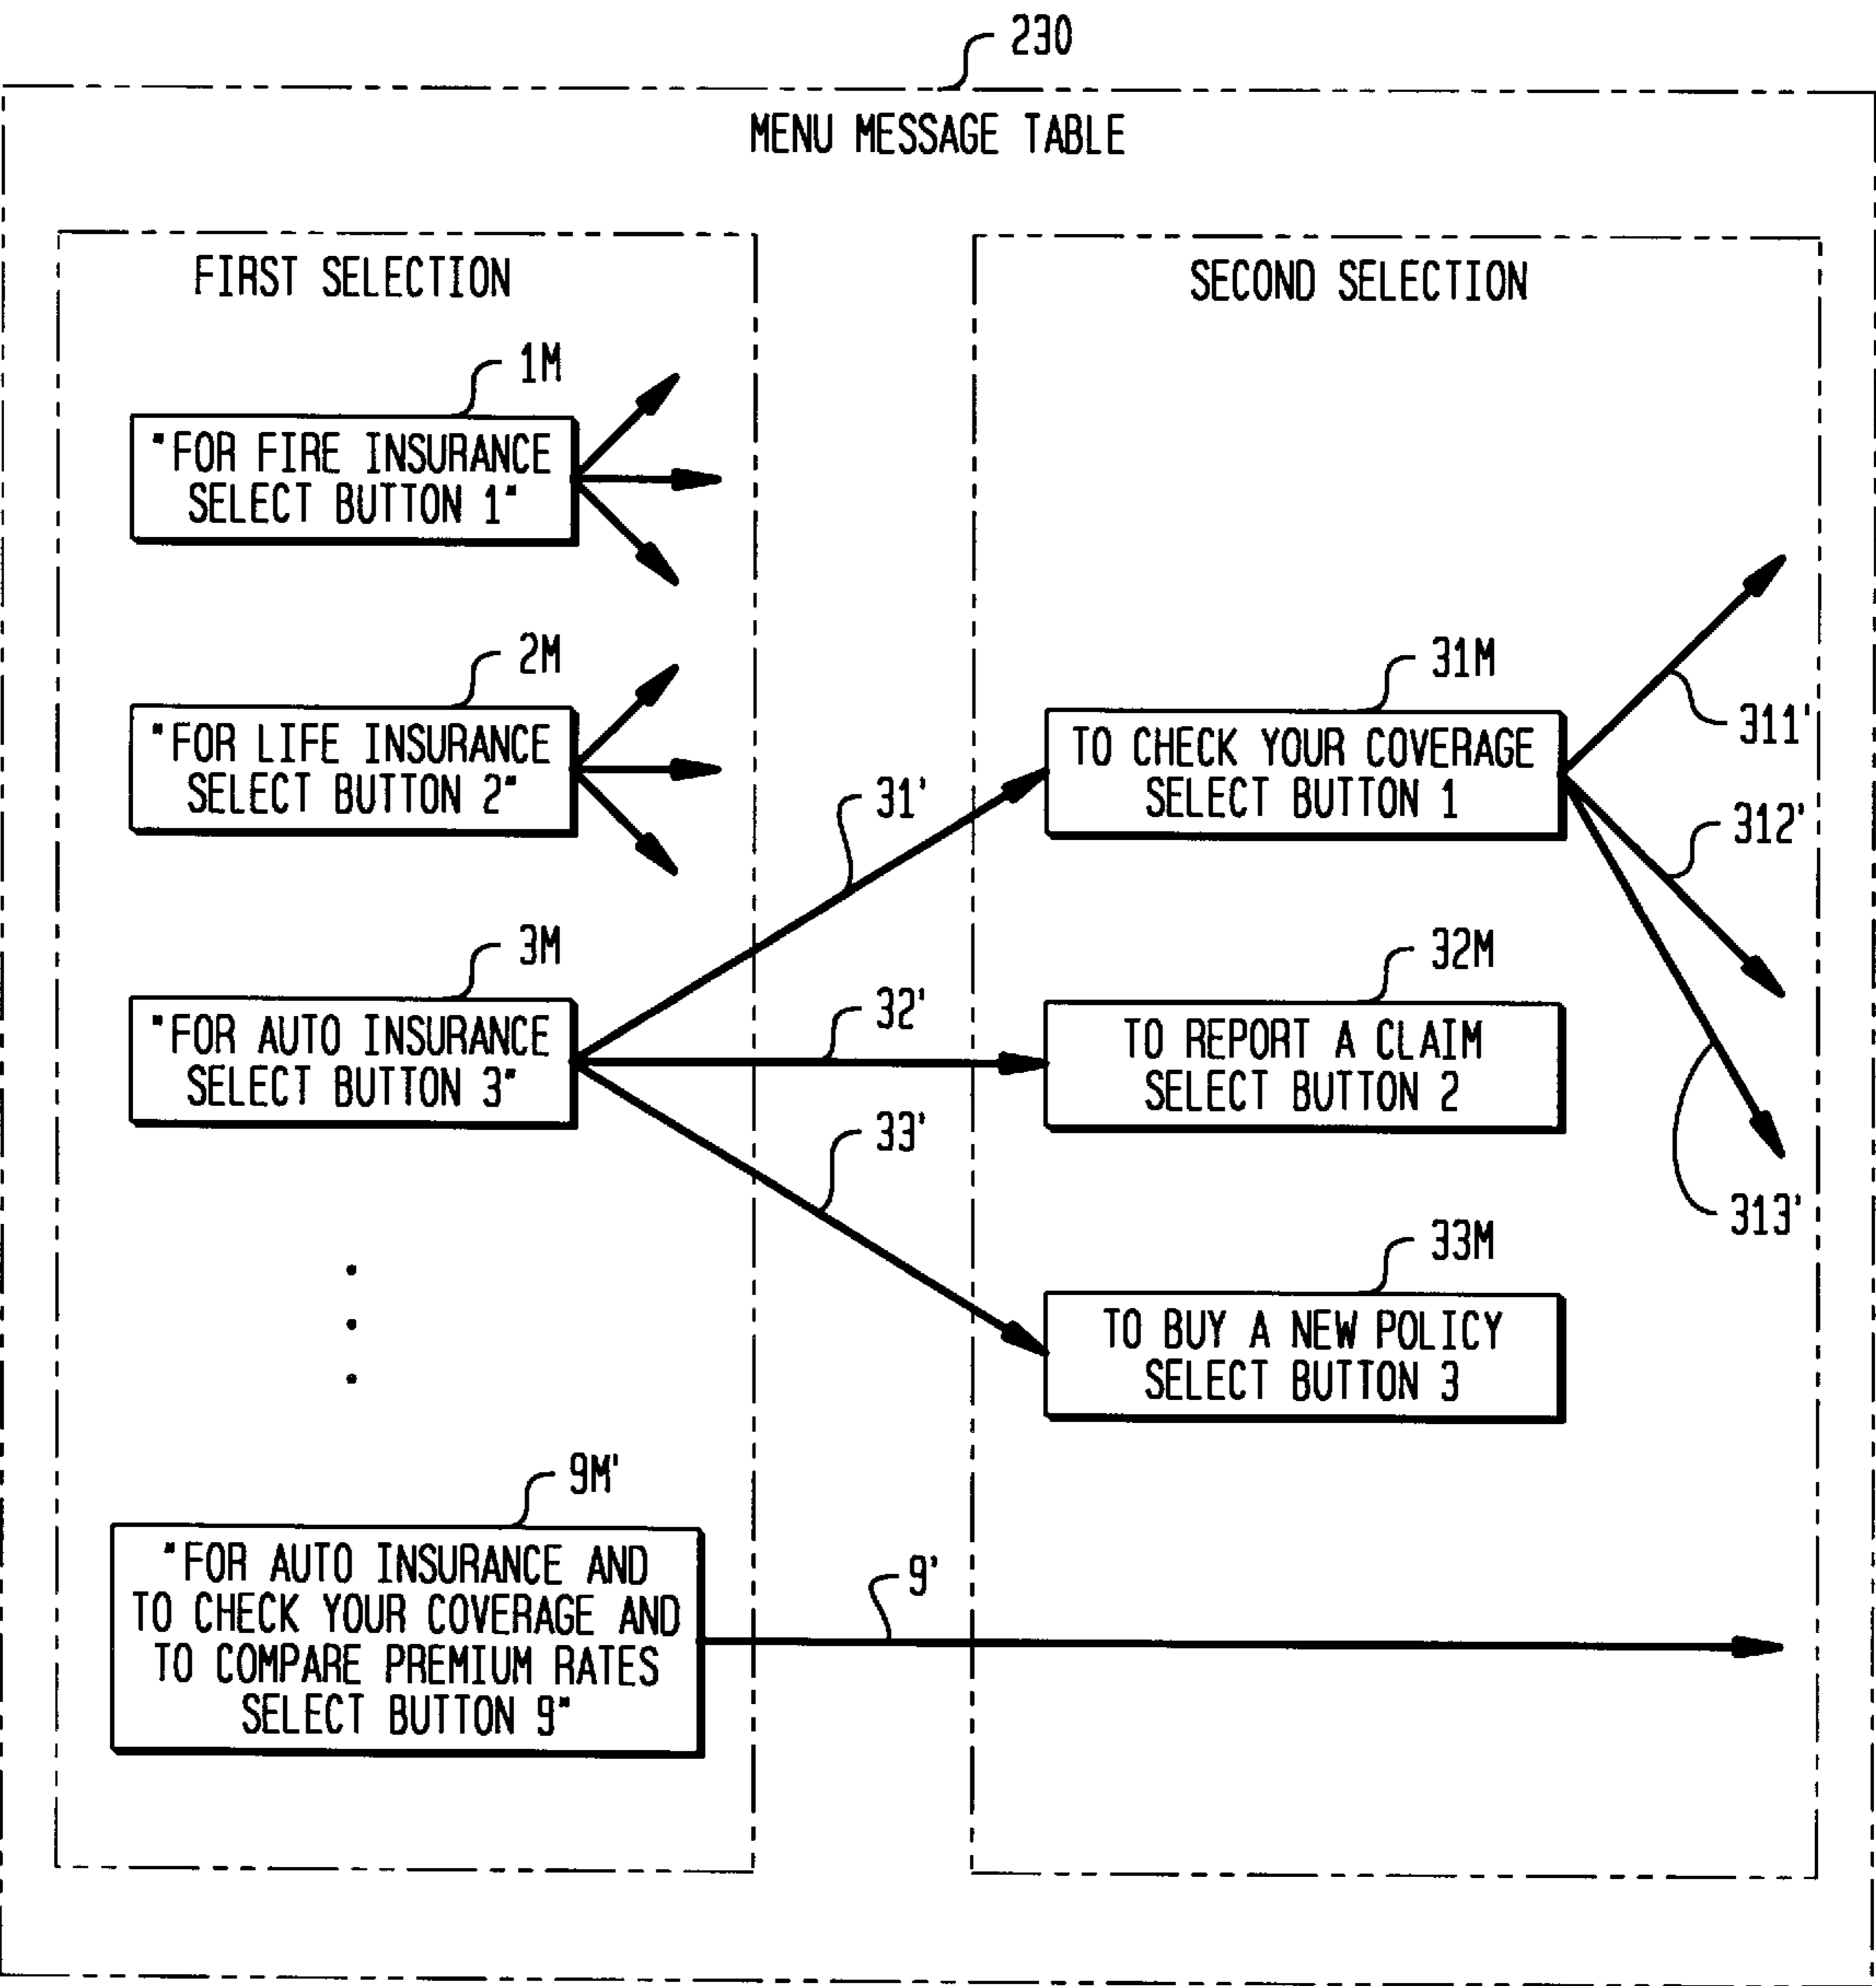 230
MENU MESSAGE TABLE
FIRST SELECTION
1M
"FOR FIRE INSURANCE
SELECT BUTTON 1"
2M
"FOR LIFE INSURANCE
SELECT BUTTON 2"
3M
"FOR AUTO INSURANCE
SELECT BUTTON 3"
9M'
"FOR AUTO INSURANCE AND
TO CHECK YOUR COVERAGE AND
TO COMPARE PREMIUM RATES
SELECT BUTTON 9"
31'
32'
33'
9'
SECOND SELECTION
31M
TO CHECK YOUR COVERAGE
SELECT BUTTON 1
32M
TO REPORT A CLAIM
SELECT BUTTON 2
33M
TO BUY A NEW POLICY
SELECT BUTTON 3
311'
312'
313'